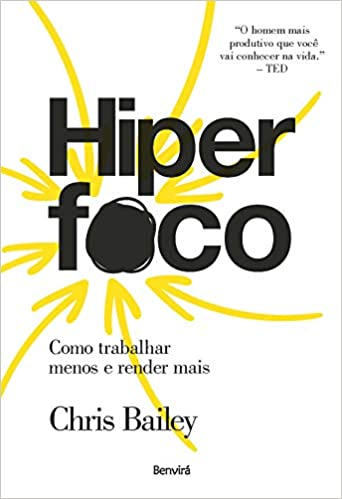 “O homem mais
produtivo que você
vai conhecer na vida.”
– TED
Hiper
foco
Como trabalhar
menos e render mais
Chris Bailey
Benvirá